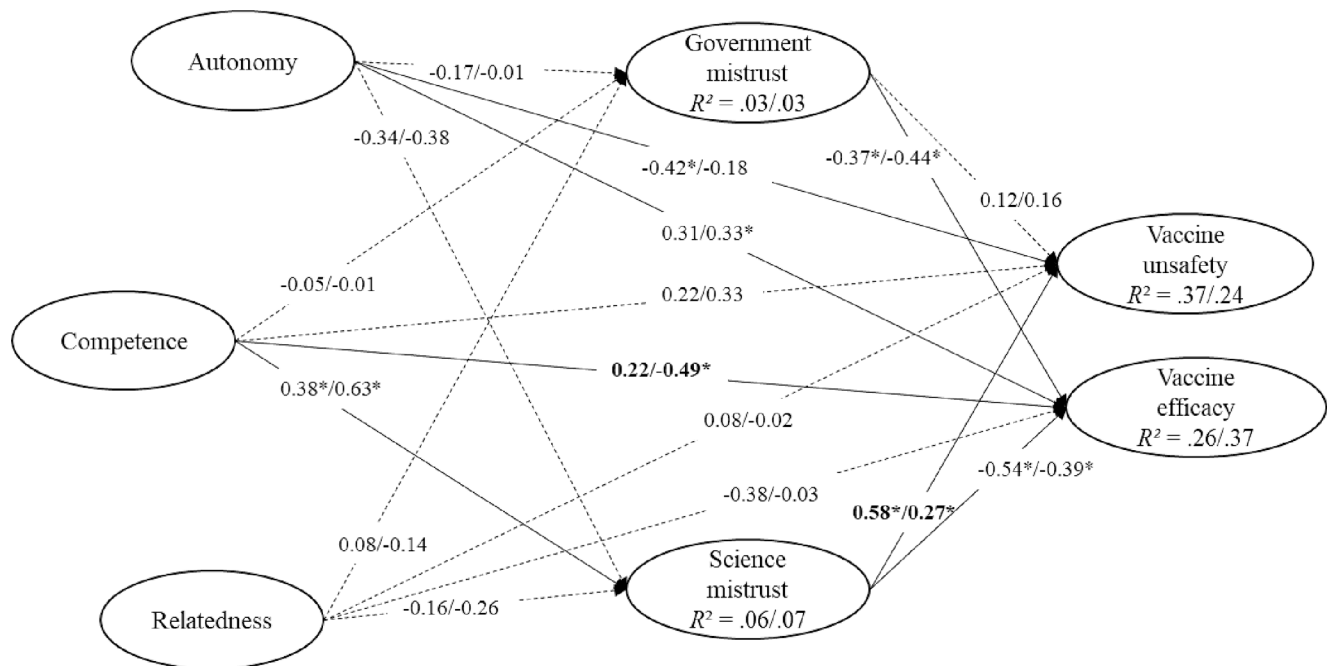 Autonomy
Government
mistrust
R² = .03/.03
-0.17/-0.01
-0.34/-0.38
-0.42*/-0.18
-0.37*/-0.44*
0.12/0.16
0.31/0.33*
Vaccine
unsafety
R² = .37/.24
-0.05/-0.01
0.22/0.33
Competence
0.22/-0.49*
0.38*/0.63*
Vaccine
efficacy
R² = .26/.37
0.08/-0.02
-0.54*/-0.39*
-0.38/-0.03
0.58*/0.27*
0.08/-0.14
Science
mistrust
R² = .06/.07
-0.16/-0.26
Relatedness